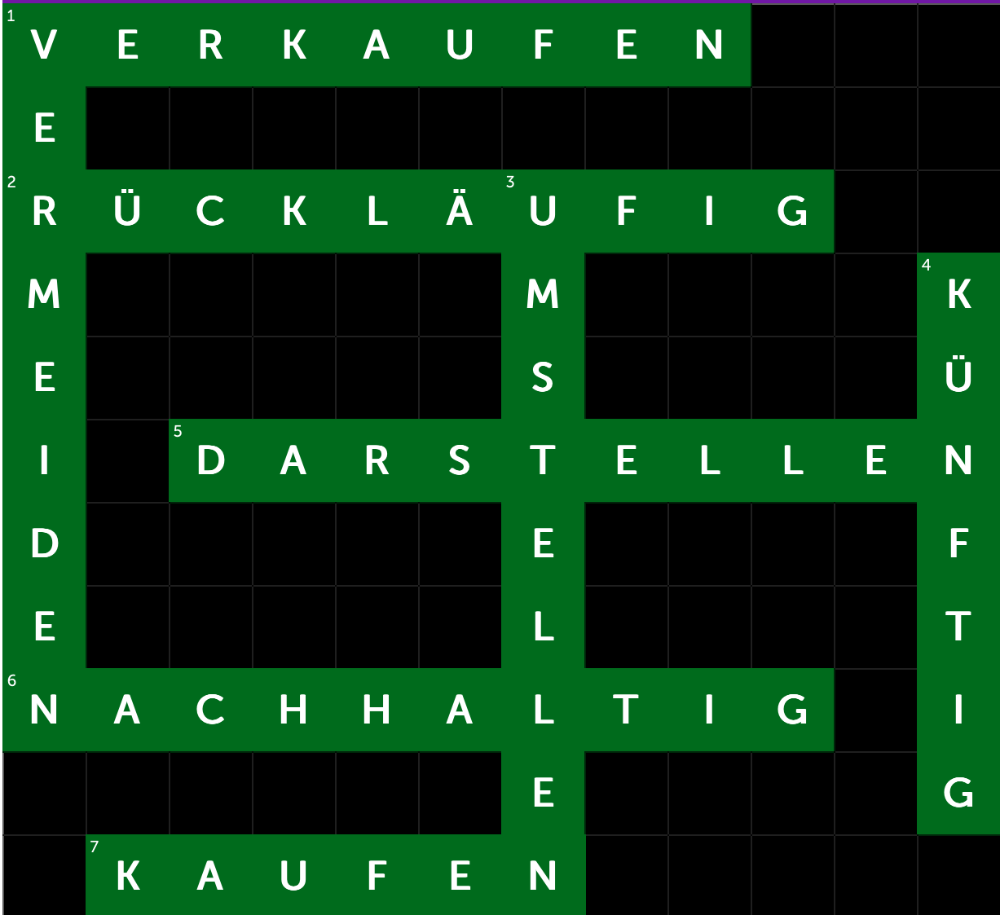 1 V E R K A U F E N
E
2 R Ü C K L Ä 3 U F I G
M M 4 K
E S Ü
I 5 D A R S T E L L E N
D E F
E L T
6 N A C H H A L T I G I
E G
7 K A U F E N